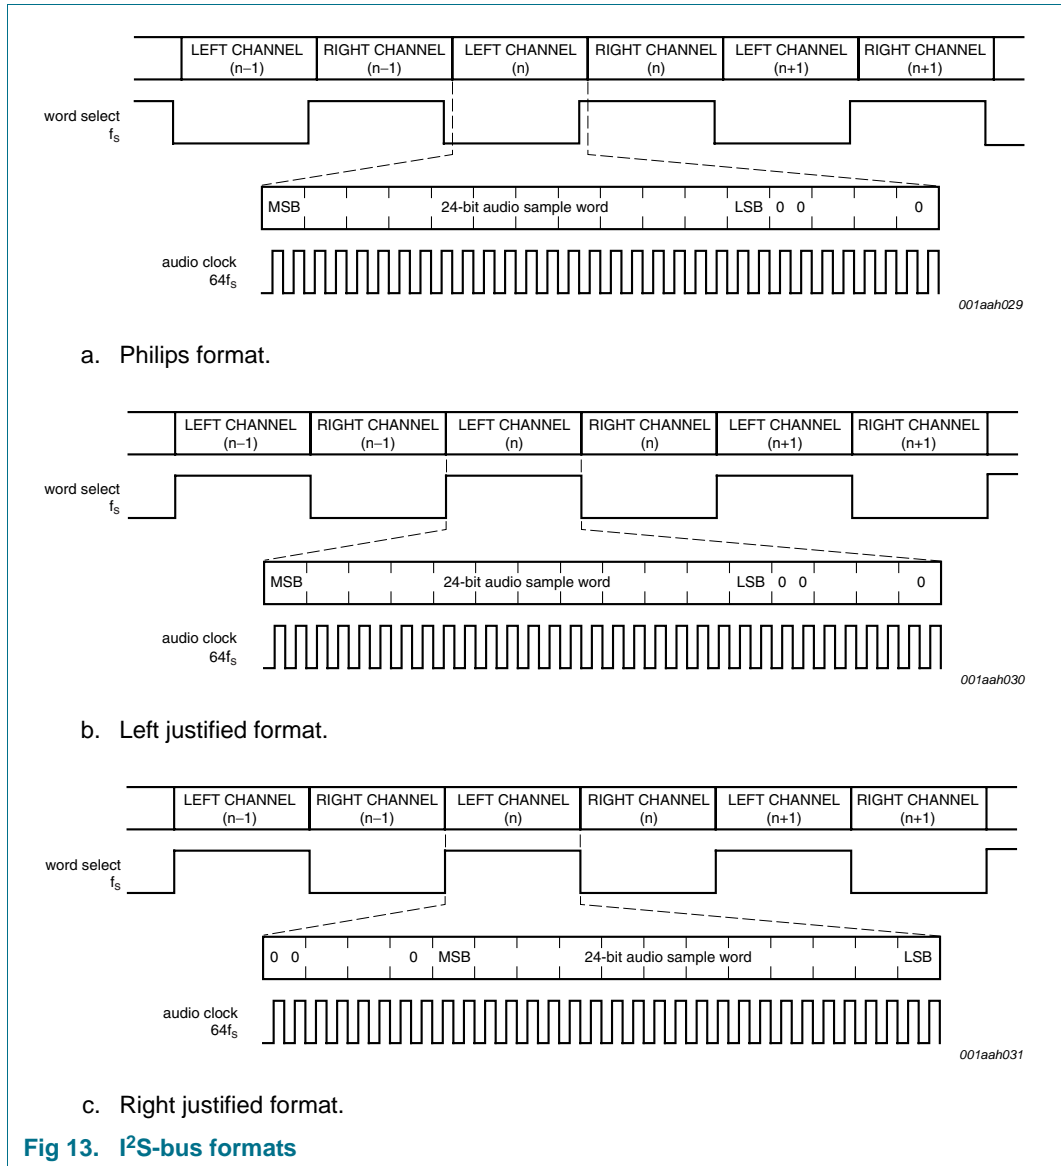 LEFT CHANNEL RIGHT CHANNEL LEFT CHANNEL RIGHT CHANNEL LEFT CHANNEL RIGHT CHANNEL
(n−1) (n−1) (n) (n) (n+1) (n+1)
word select
fS
MSB 24-bit audio sample word LSB 0 0 0
audio clock
64fS
001aah029
a. Philips format.
LEFT CHANNEL RIGHT CHANNEL LEFT CHANNEL RIGHT CHANNEL LEFT CHANNEL RIGHT CHANNEL
(n−1) (n−1) (n) (n) (n+1) (n+1)
word select
fS
MSB 24-bit audio sample word LSB 0 0 0
audio clock
64fS
001aah030
b. Left justified format.
LEFT CHANNEL RIGHT CHANNEL LEFT CHANNEL RIGHT CHANNEL LEFT CHANNEL RIGHT CHANNEL
(n−1) (n−1) (n) (n) (n+1) (n+1)
word select
fS
0 0 0 MSB 24-bit audio sample word LSB
audio clock
64fS
001aah031
c. Right justified format.
Fig 13. I²S-bus formats